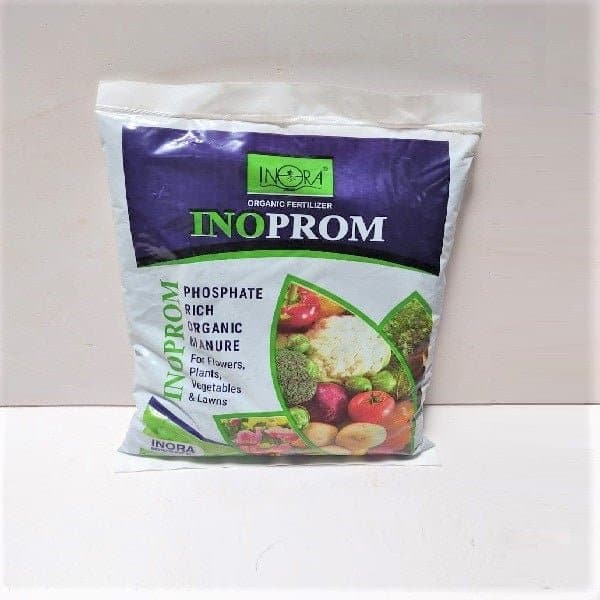 INORA®
ORGANIC FERTILIZER
INOPROM
INOPROM
PHOSPHATE
RICH
ORGANIC
MANURE
For Flowers,
Plants,
Vegetables
& Lawns
INORA